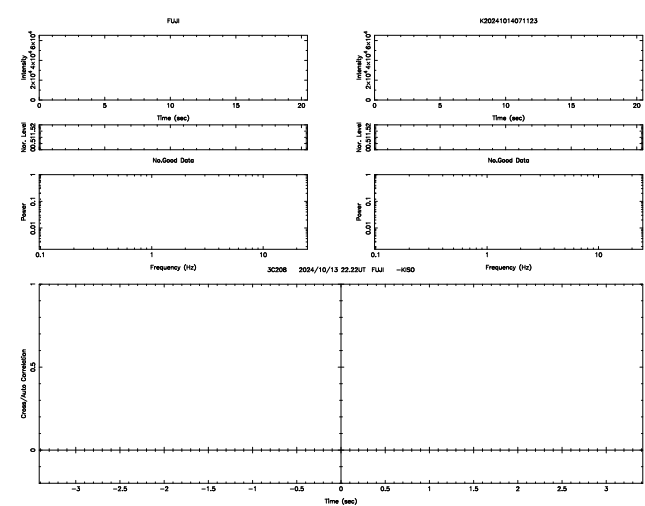 FUJI
K20241014071123
Intensity
0 2×10⁴ 4×10⁴ 6×10⁴
0 5 10 15 20
Time (sec)
Intensity
0 2×10⁴ 4×10⁴ 6×10⁴
0 5 10 15 20
Time (sec)
Nor. Level
0 0.5 1 1.5 2
Nor. Level
0 0.5 1 1.5 2
No.Good Data
No.Good Data
Power
0.01 0.1 1
0.1 1 10
Frequency (Hz)
Power
0.01 0.1 1
0.1 1 10
Frequency (Hz)
3C208 2024/10/13 22.22UT FUJI -KISO
Cross/Auto Correlation
0 0.5 1
-3 -2.5 -2 -1.5 -1 -0.5 0 0.5 1 1.5 2 2.5 3
Time (sec)